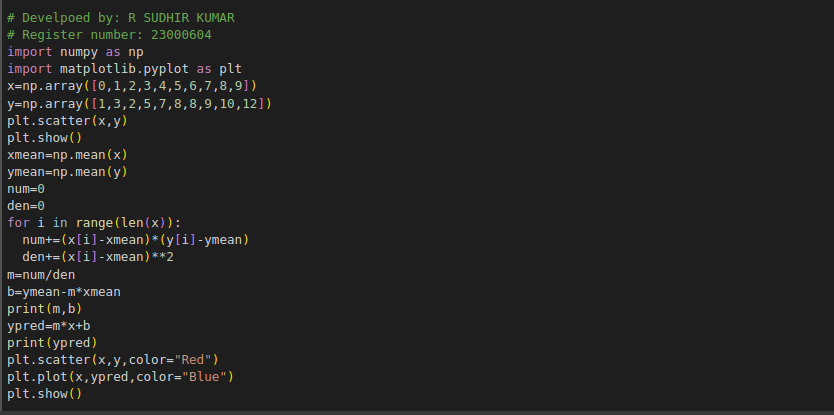 # Develpoed by: R SUDHIR KUMAR
# Register number: 23000604
import numpy as np
import matplotlib.pyplot as plt
x=np.array([0,1,2,3,4,5,6,7,8,9])
y=np.array([1,3,2,5,7,8,8,9,10,12])
plt.scatter(x,y)
plt.show()
xmean=np.mean(x)
ymean=np.mean(y)
num=0
den=0
for i in range(len(x)):
  num+=(x[i]-xmean)*(y[i]-ymean)
  den+=(x[i]-xmean)**2
m=num/den
b=ymean-m*xmean
print(m,b)
ypred=m*x+b
print(ypred)
plt.scatter(x,y,color="Red")
plt.plot(x,ypred,color="Blue")
plt.show()